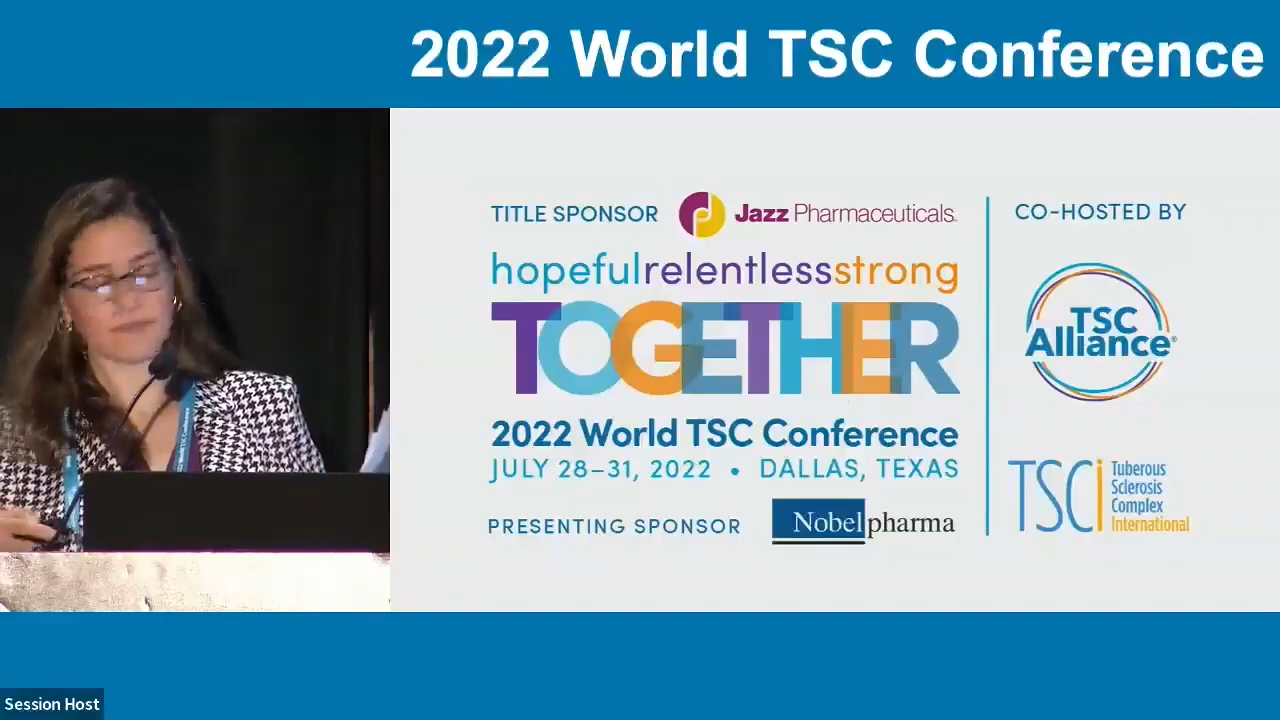 2022 World TSC Conference
TITLE SPONSOR
Jazz Pharmaceuticals.
hopefulrelentlessstrong
TOGETHER
2022 World TSC Conference
JULY 28–31, 2022 • DALLAS, TEXAS
PRESENTING SPONSOR
Nobelpharma
CO-HOSTED BY
TSC
Alliance®
TSCi
Tuberous
Sclerosis
Complex
International
Session Host